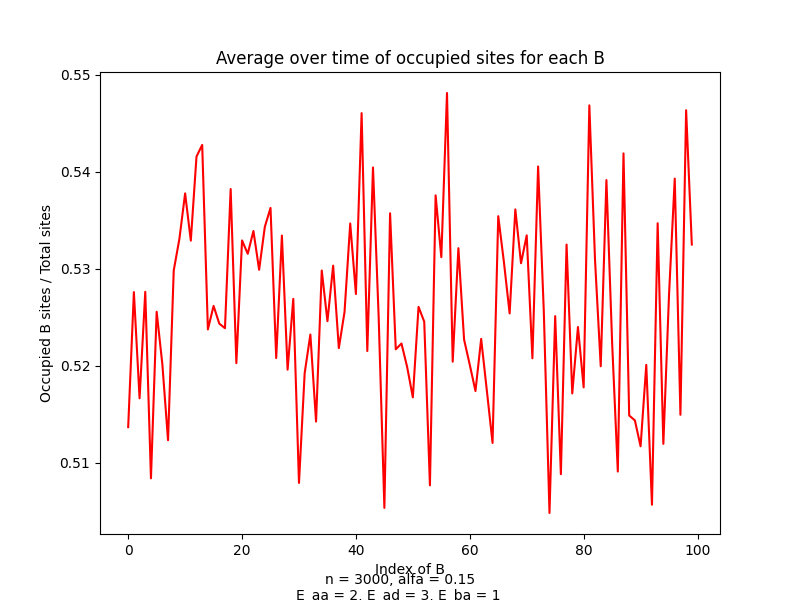 Average over time of occupied sites for each B
Occupied B sites / Total sites
0.55
0.54
0.53
0.52
0.51
0 20 40 60 80 100
Index of B
n = 3000, alfa = 0.15
E_aa = 2, E_ad = 3, E_ba = 1